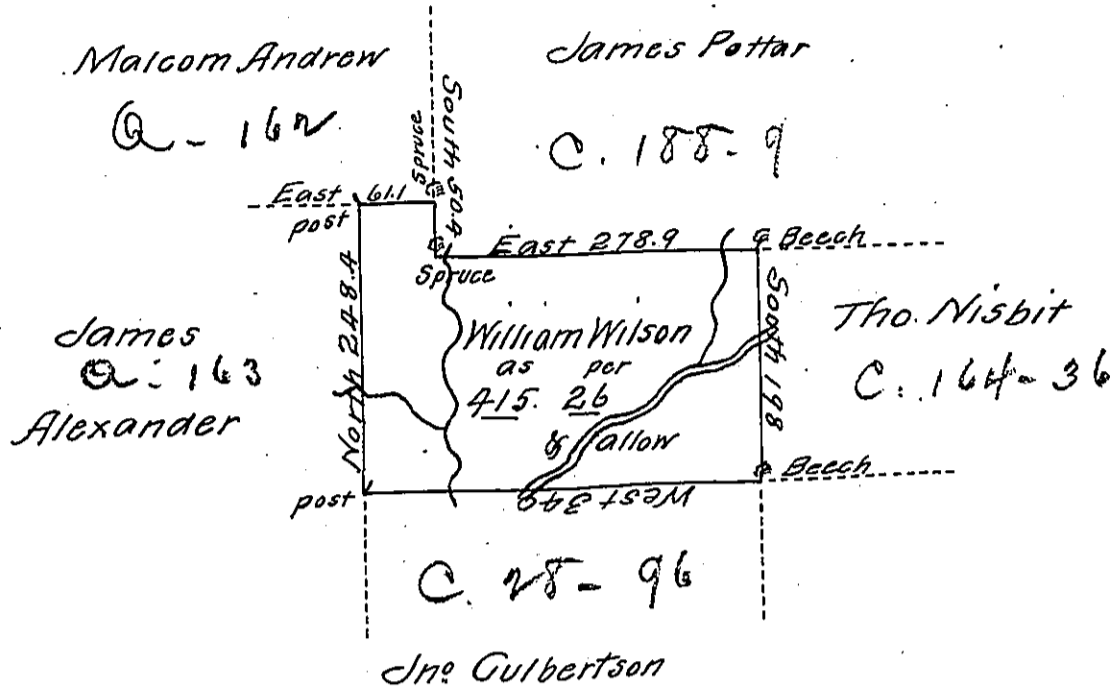 Malcom Andrew
Q - 162
James Pottar
C. 188-9
South 50.4
Spruce
East 61.1
post
East 278.9
Beech
Spruce
North 248.4
James
Q: 163
Alexander
William Wilson
as per
415. 26
& allow
South 198
Tho. Nisbit
C. 164-36
Beech
post
West 340
C. 28-96
Jno Culbertson